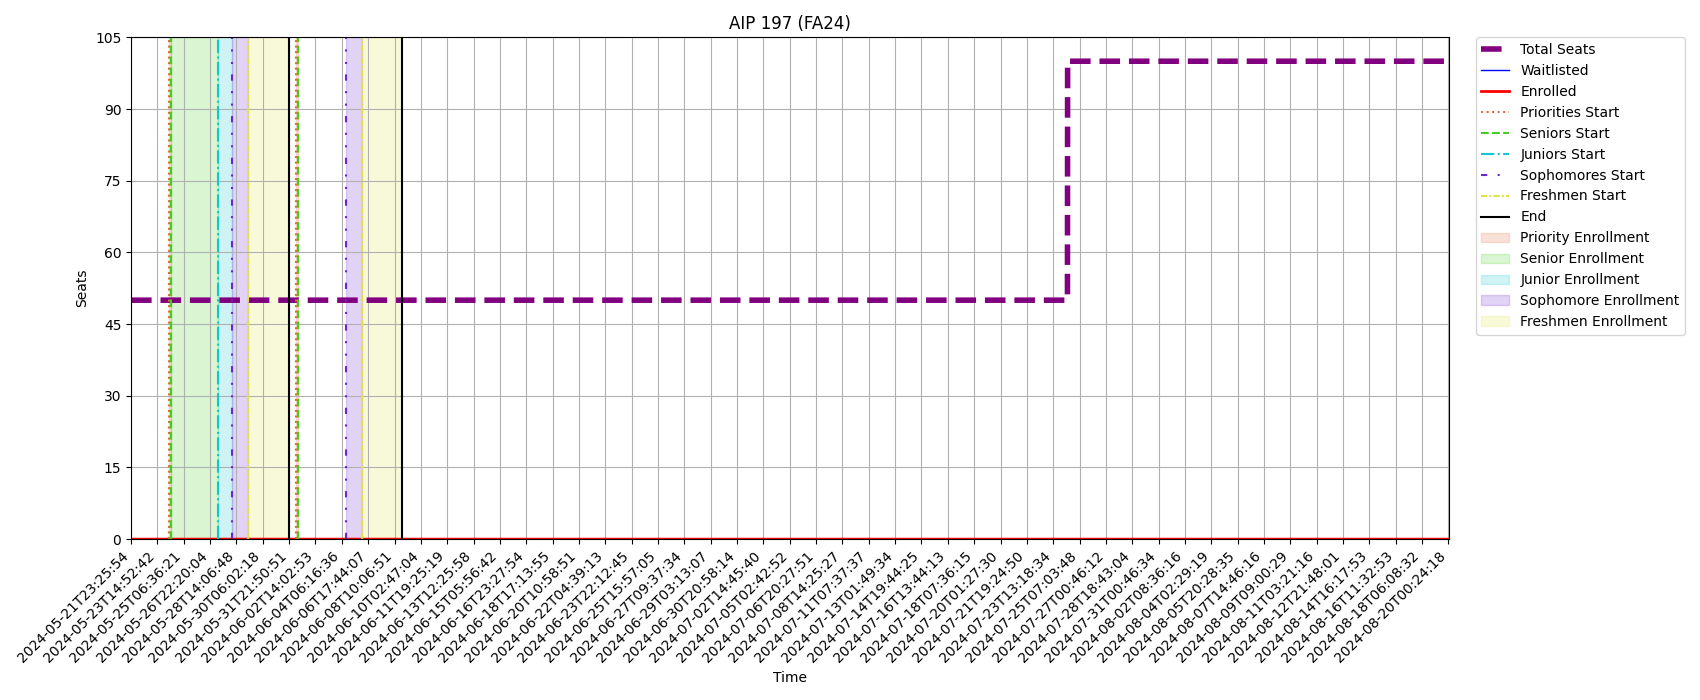 AIP 197 (FA24)
105
90
75
60
45
30
15
0
Seats
2024-05-21T23:25:54
2024-05-23T14:52:42
2024-05-25T06:36:21
2024-05-26T22:20:04
2024-05-28T14:06:48
2024-05-30T06:02:18
2024-05-31T21:50:51
2024-06-02T14:02:53
2024-06-04T06:16:36
2024-06-06T17:44:07
2024-06-08T10:06:51
2024-06-10T02:47:04
2024-06-11T19:25:19
2024-06-13T12:25:58
2024-06-15T05:56:42
2024-06-16T23:27:54
2024-06-18T17:13:55
2024-06-20T10:58:51
2024-06-22T04:39:13
2024-06-23T22:12:45
2024-06-25T15:57:05
2024-06-27T09:37:34
2024-06-29T03:13:07
2024-06-30T20:58:14
2024-07-02T14:45:40
2024-07-05T02:42:52
2024-07-06T20:27:51
2024-07-08T14:25:27
2024-07-11T07:37:37
2024-07-13T01:49:34
2024-07-14T19:44:25
2024-07-16T13:44:13
2024-07-18T07:36:15
2024-07-20T01:27:30
2024-07-21T19:24:50
2024-07-23T13:18:34
2024-07-25T07:03:48
2024-07-27T00:46:12
2024-07-28T18:43:04
2024-07-31T00:46:34
2024-08-02T08:36:16
2024-08-04T02:29:19
2024-08-05T20:28:35
2024-08-07T14:46:16
2024-08-09T09:00:29
2024-08-11T03:21:16
2024-08-12T21:48:01
2024-08-14T16:17:53
2024-08-16T11:32:53
2024-08-18T06:08:32
2024-08-20T00:24:18
Time
Total Seats
Waitlisted
Enrolled
Priorities Start
Seniors Start
Juniors Start
Sophomores Start
Freshmen Start
End
Priority Enrollment
Senior Enrollment
Junior Enrollment
Sophomore Enrollment
Freshmen Enrollment